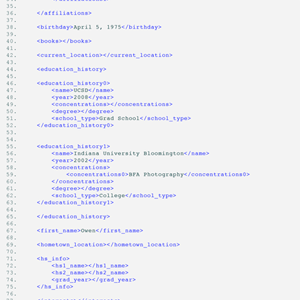 35.
36. </affiliations>
37.
38. <birthday>April 5, 1975</birthday>
39.
40. <books></books>
41.
42. <current_location></current_location>
43.
44. <education_history>
45.
46. <education_history0>
47. <name>UCSD</name>
48. <year>2008</year>
49. <concentrations></concentrations>
50. <degree></degree>
51. <school_type>Grad School</school_type>
52. </education_history0>
53.
54.
55. <education_history1>
56. <name>Indiana University Bloomington</name>
57. <year>2002</year>
58. <concentrations>
59. <concentrations0>BFA Photography</concentrations0>
60. </concentrations>
61. <degree></degree>
62. <school_type>College</school_type>
63. </education_history1>
64.
65. </education_history>
66.
67. <first_name>Owen</first_name>
68.
69. <hometown_location></hometown_location>
70.
71. <hs_info>
72. <hs1_name></hs1_name>
73. <hs2_name></hs2_name>
74. <grad_year></grad_year>
75. </hs_info>
76.